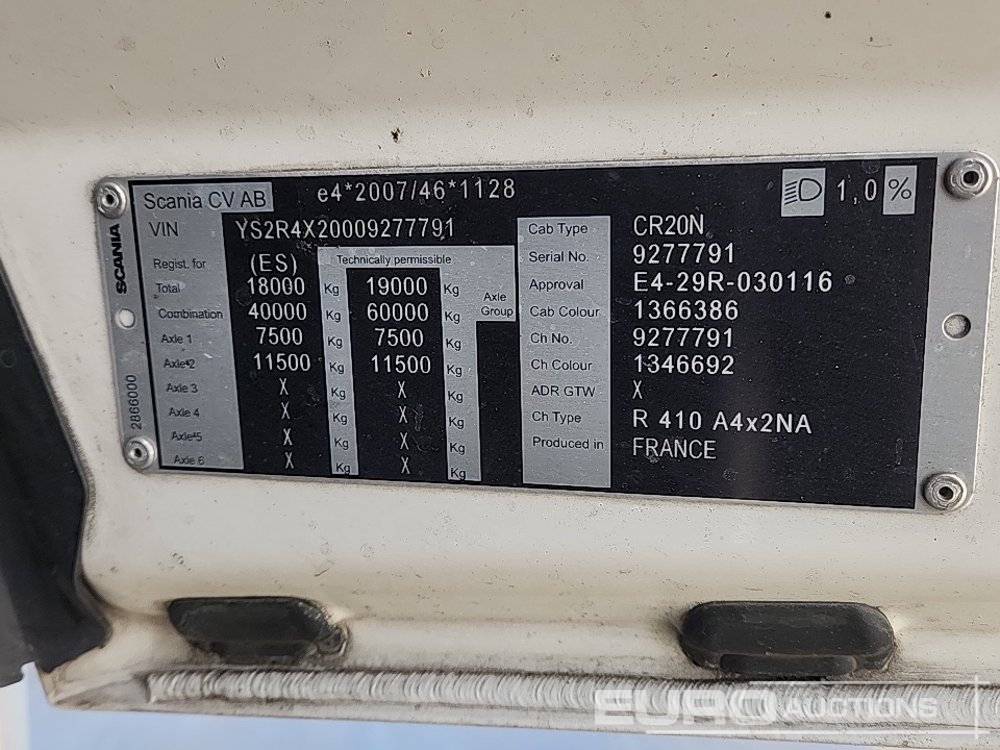 Scania CV AB e4*2007/46*1128 1,0 %
VIN YS2R4X20009277791
Regist. for (ES) Technically permissible
Total 18000 Kg 19000 Kg
Combination 40000 Kg 60000 Kg Axle Group
Axle 1 7500 Kg 7500 Kg
Axle 2 11500 Kg 11500 Kg
Axle 3 X Kg X Kg
Axle 4 X Kg X Kg
Axle 5 X Kg X Kg
Axle 6 X Kg X Kg
Cab Type CR20N
Serial No. 9277791
Approval E4-29R-030116
Cab Colour 1366386
Ch No. 9277791
Ch Colour 1346692
ADR GTW X
Ch Type R 410 A4x2NA
Produced in FRANCE
SCANIA
2866000
EURO AUCTIONS